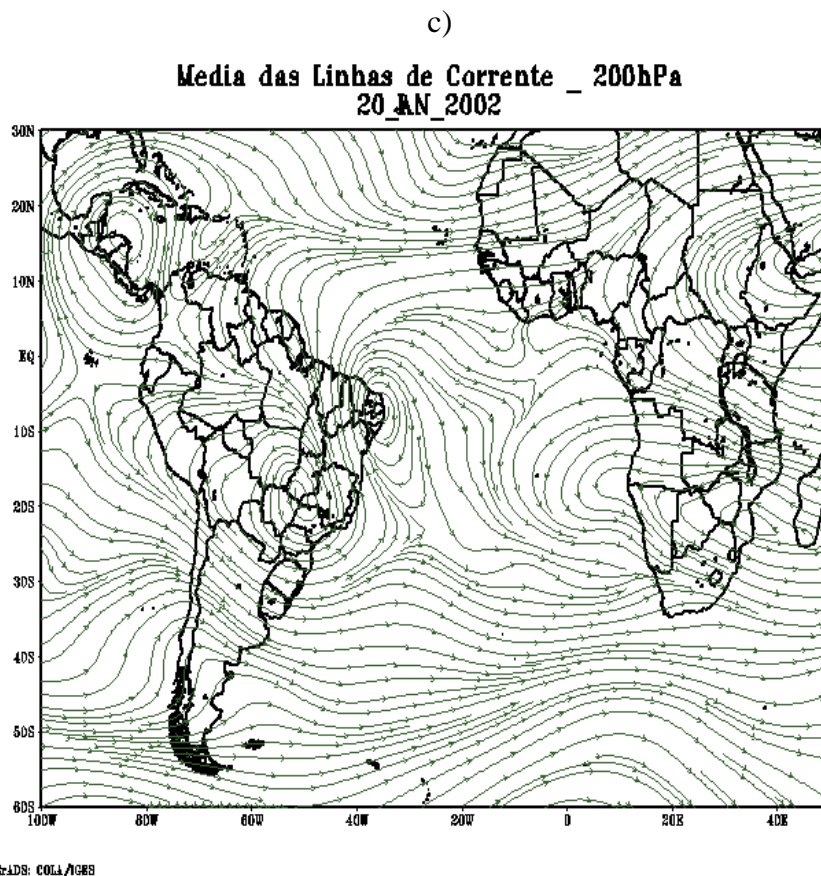 c)
Media das Linhas de Corrente _ 200hPa
20_JAN_2002
30N
20N
10N
EQ
10S
20S
30S
40S
50S
60S
100W 80W 60W 40W 20W 0 20E 40E
GrADS: COLA/IGES